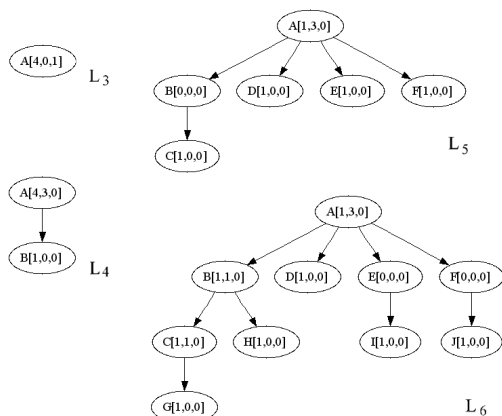 A[4,0,1]
L3
A[1,3,0]
B[0,0,0] D[1,0,0] E[1,0,0] F[1,0,0]
C[1,0,0]
L5
A[4,3,0]
B[1,0,0]
L4
A[1,3,0]
B[1,1,0] D[1,0,0] E[0,0,0] F[0,0,0]
C[1,1,0] H[1,0,0] I[1,0,0] J[1,0,0]
G[1,0,0]
L6